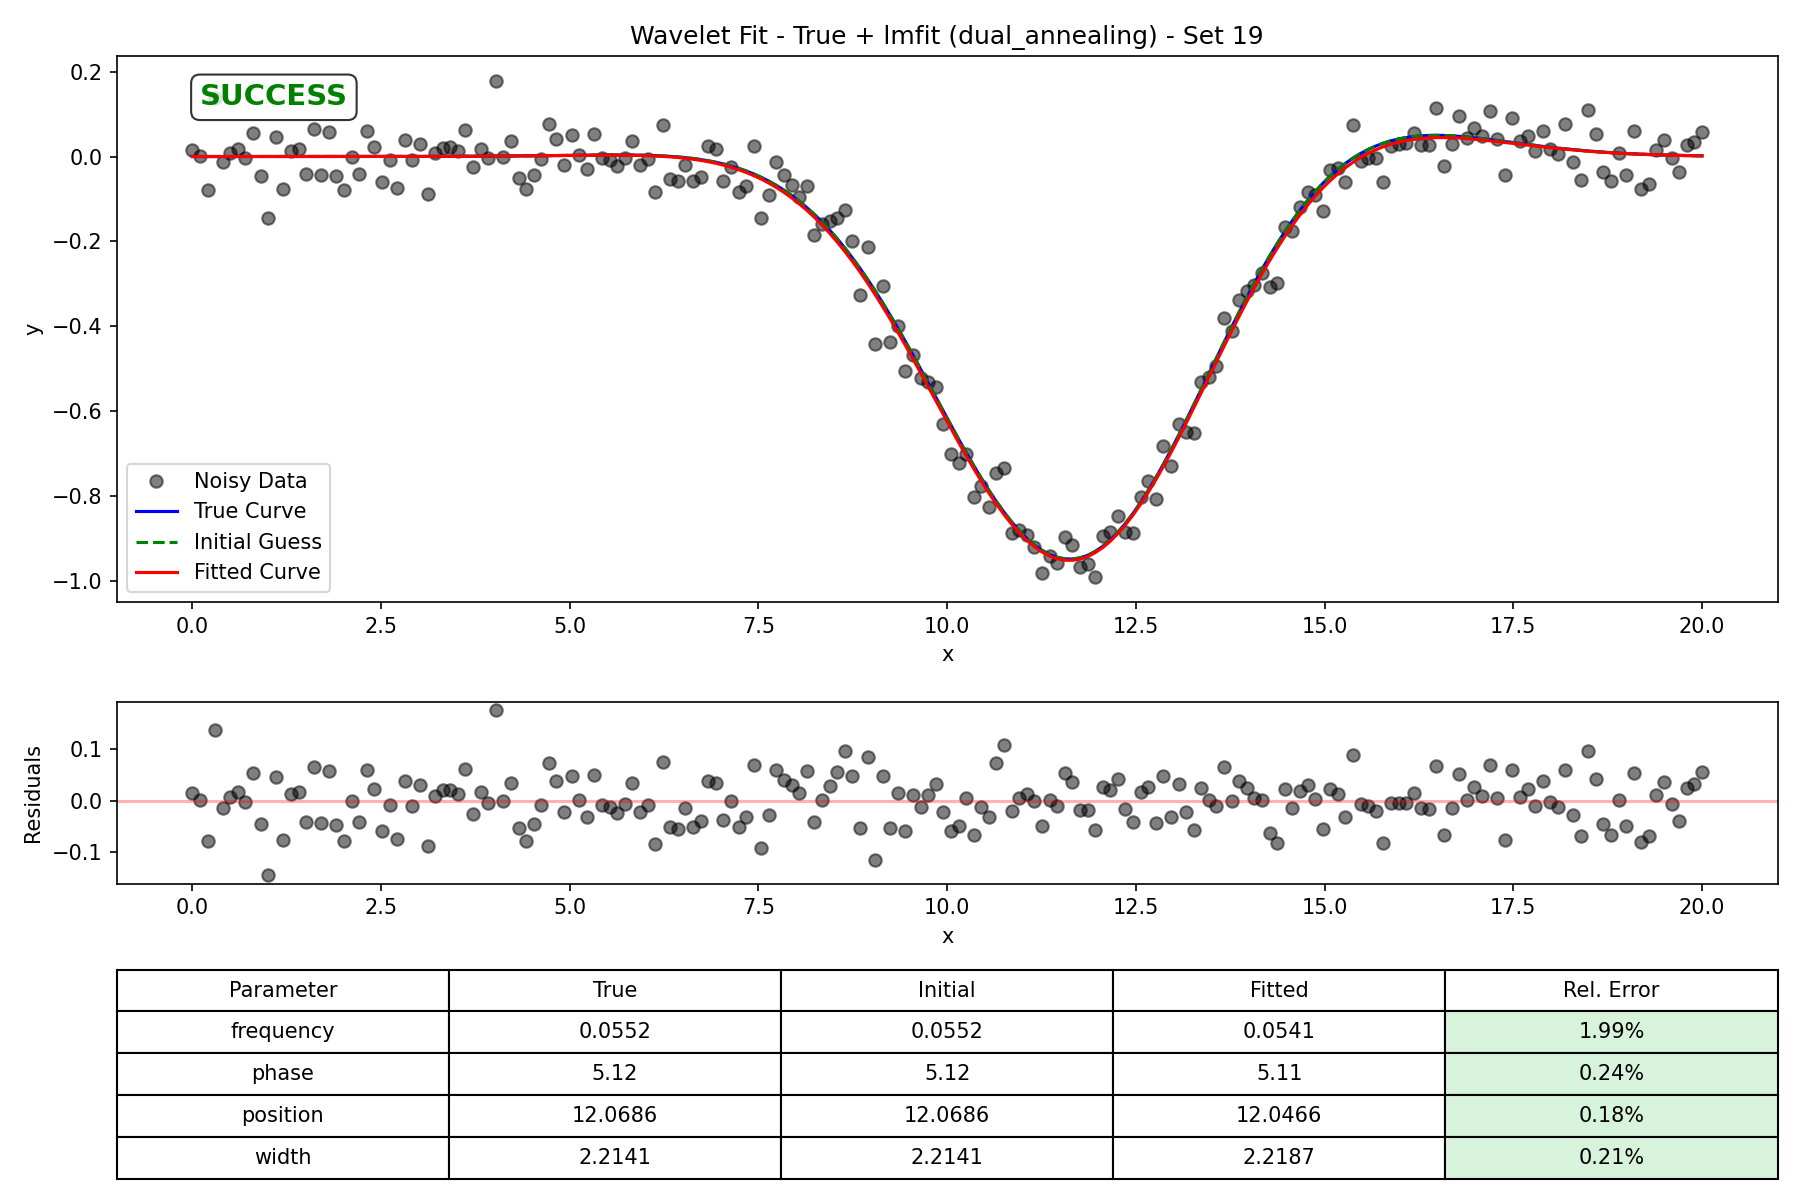 Wavelet Fit - True + lmfit (dual_annealing) - Set 19
SUCCESS
0.2
0.0
−0.2
−0.4
−0.6
−0.8
−1.0
y
Noisy Data
True Curve
Initial Guess
Fitted Curve
0.0 2.5 5.0 7.5 10.0 12.5 15.0 17.5 20.0
x
0.1
0.0
−0.1
Residuals
0.0 2.5 5.0 7.5 10.0 12.5 15.0 17.5 20.0
x
Parameter True Initial Fitted Rel. Error
frequency 0.0552 0.0552 0.0541 1.99%
phase 5.12 5.12 5.11 0.24%
position 12.0686 12.0686 12.0466 0.18%
width 2.2141 2.2141 2.2187 0.21%